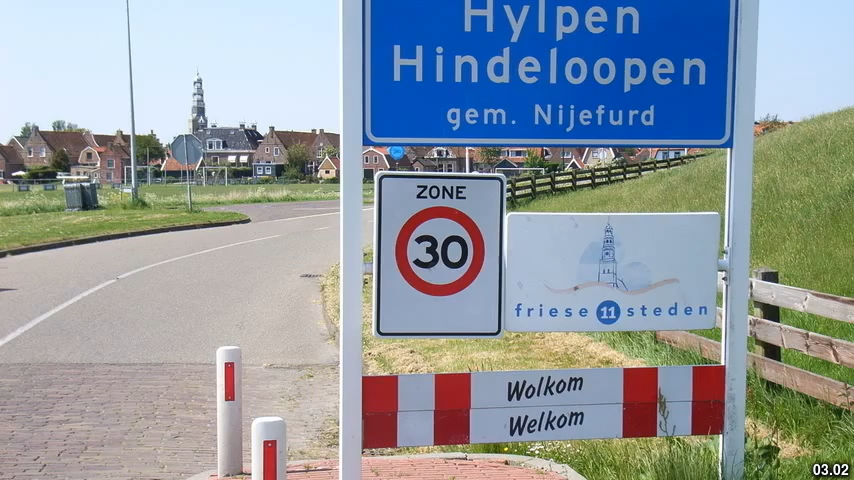 Hylpen
Hindeloopen
gem. Nijefurd
ZONE
30
friese 11 steden
Wolkom
Welkom
03.02